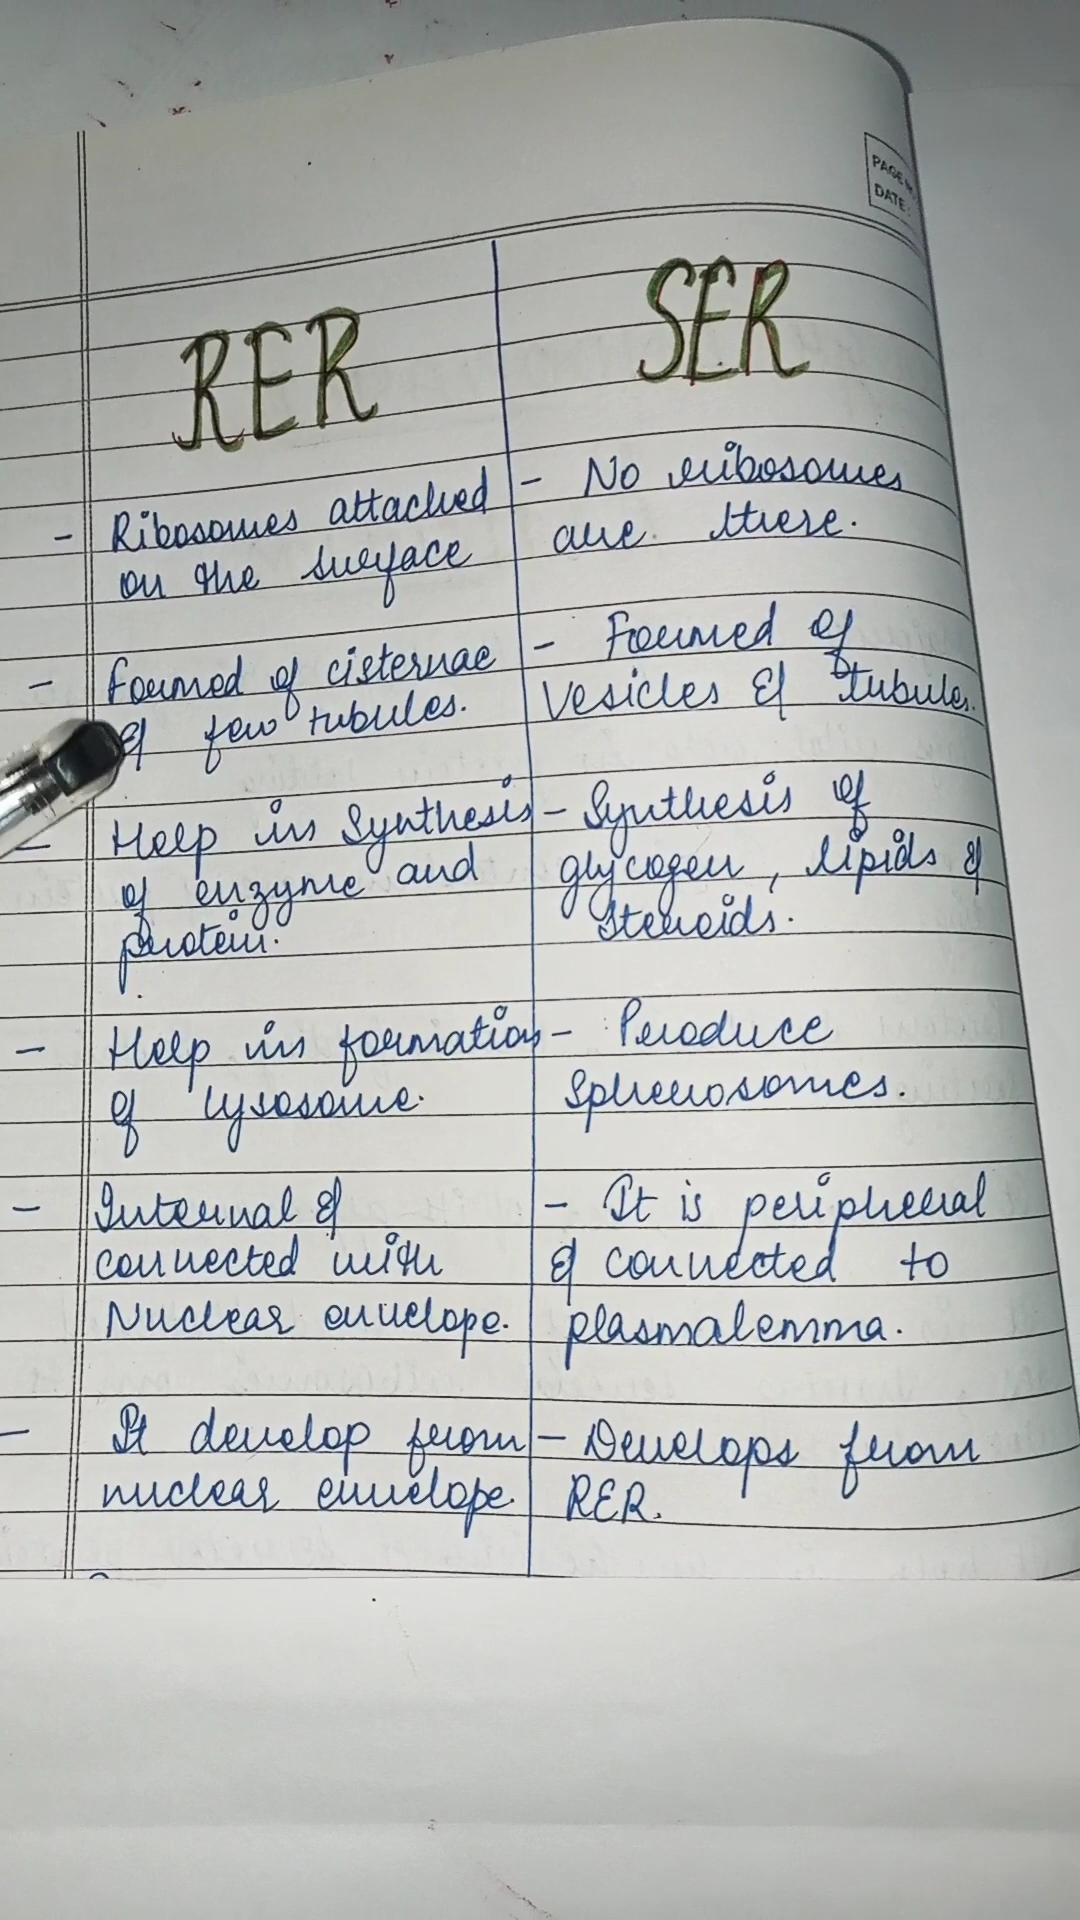 PAGE
DATE:
RER
- Ribosomes attached
on the surface
- Formed of cisternae
& few tubules.
- Help in synthesis
of enzyme and
protein.
- Help in formation
of lysosome.
- Internal &
connected with
Nuclear envelope.
- It develop from
nuclear envelope.
SER
- No ribosomes
are there.
- Formed of
vesicles & tubules.
- Synthesis of
glycogen, lipids &
steroids.
- Produce
Spherosomes.
- It is peripheral
& connected to
plasmalemma.
- Develops from
RER.